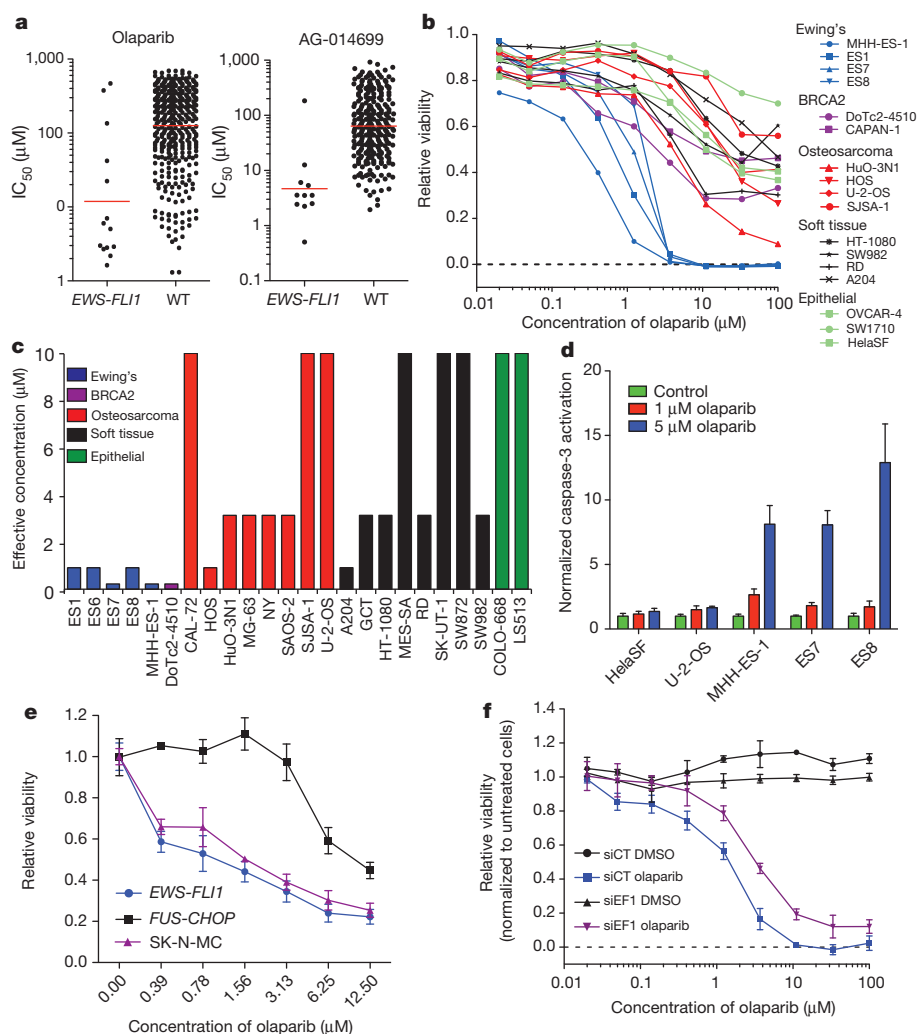 a
Olaparib
AG-014699
IC50 (μM)
1,000
100
0
1
EWS-FLI1
WT
IC50 (μM)
1,000
100
10
1
0.1
EWS-FLI1
WT
b
Relative viability
1.0
0.8
0.6
0.4
0.2
0.0
0.01
0.1
1
10
100
Concentration of olaparib (μM)
Ewing's
MHH-ES-1
ES1
ES7
ES8
BRCA2
DoTc2-4510
CAPAN-1
Osteosarcoma
HuO-3N1
HOS
U-2-OS
SJSA-1
Soft tissue
HT-1080
SW982
RD
A204
Epithelial
OVCAR-4
SW1710
HelaSF
c
Effective concentration (μM)
10
8
6
4
2
0
Ewing's
BRCA2
Osteosarcoma
Soft tissue
Epithelial
ES1
ES6
ES7
ES8
MHH-ES-1
DoTc2-4510
CAL-72
HOS
HuO-3N1
MG-63
NY
SAOS-2
SJSA-1
U-2-OS
A204
GCT
HT-1080
MES-SA
RD
SK-UT-1
SW872
SW982
COLO-668
LS513
d
Normalized caspase-3 activation
20
15
10
5
0
Control
1 μM olaparib
5 μM olaparib
HelaSF
U-2-OS
MHH-ES-1
ES7
ES8
e
Relative viability
1.2
1.0
0.8
0.6
0.4
0.2
0.0
EWS-FLI1
FUS-CHOP
SK-N-MC
0.00
0.39
0.78
1.56
3.13
6.25
12.50
Concentration of olaparib (μM)
f
Relative viability
(normalized to untreated cells)
1.4
1.2
1.0
0.8
0.6
0.4
0.2
0.0
siCT DMSO
siCT olaparib
siEF1 DMSO
siEF1 olaparib
0.01
0.1
1
10
100
Concentration of olaparib (μM)